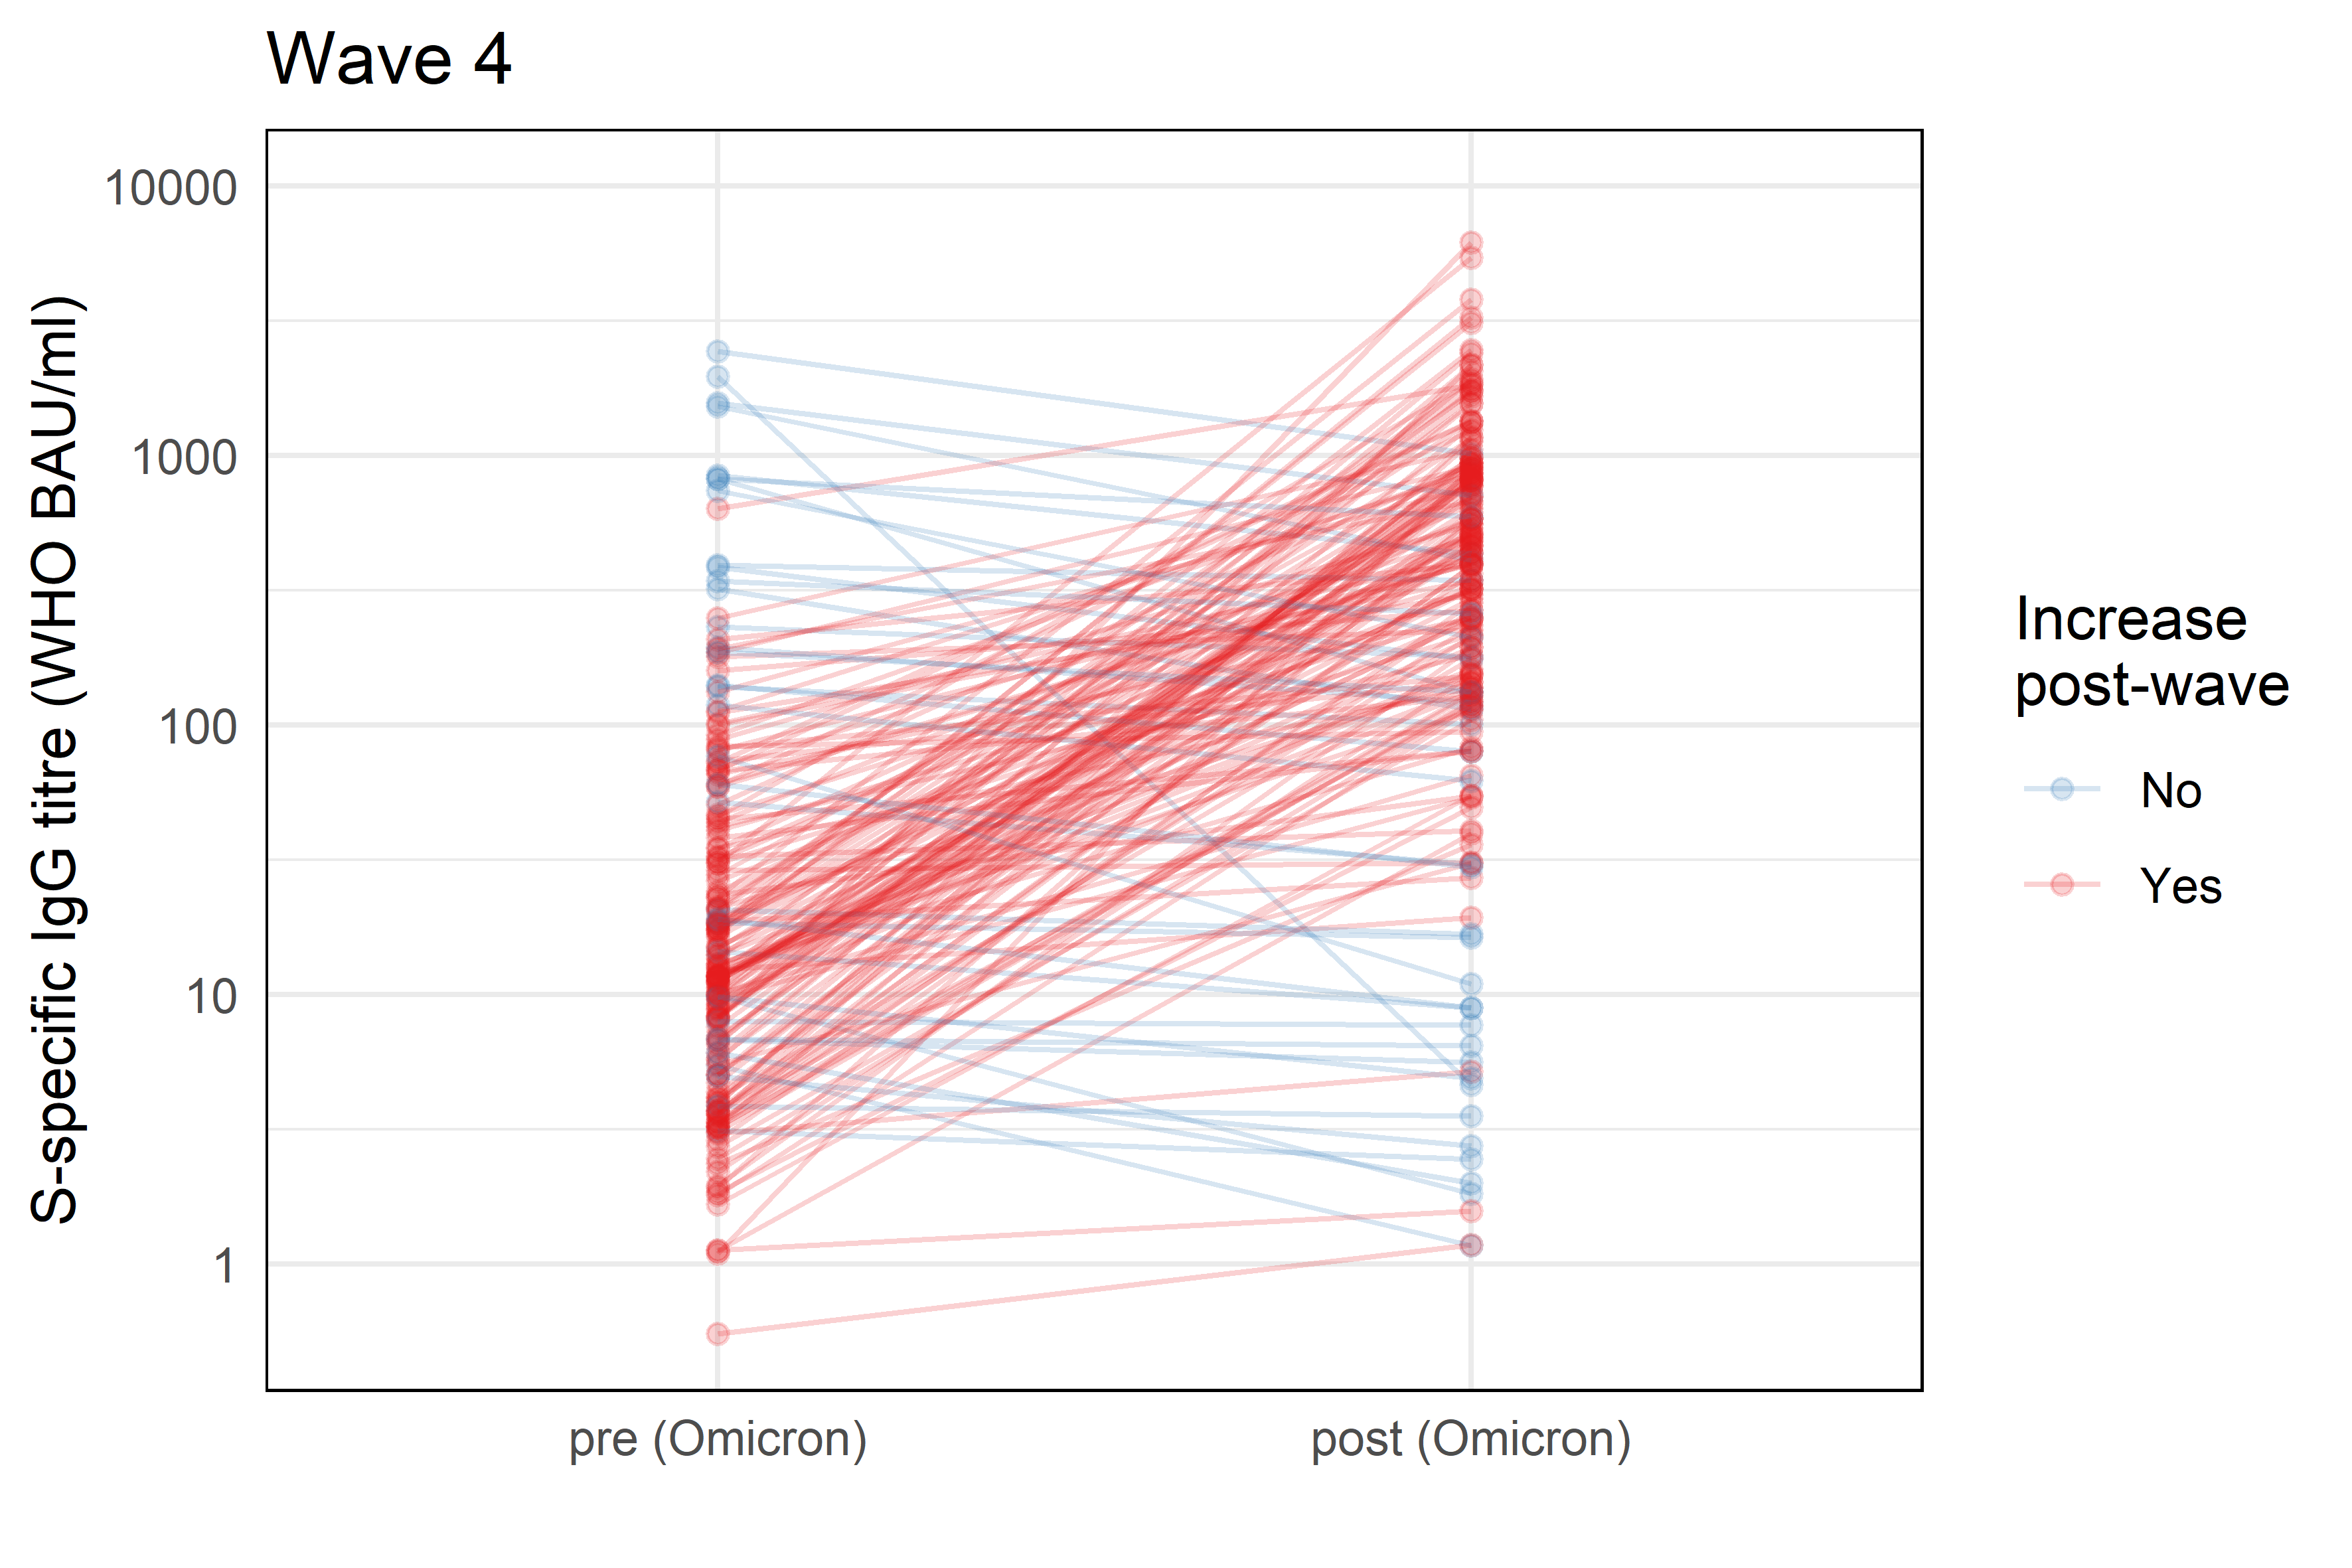 Wave 4
S-specific IgG titre (WHO BAU/ml)
10000
1000
100
10
1
pre (Omicron)
post (Omicron)
Increase
post-wave
No
Yes